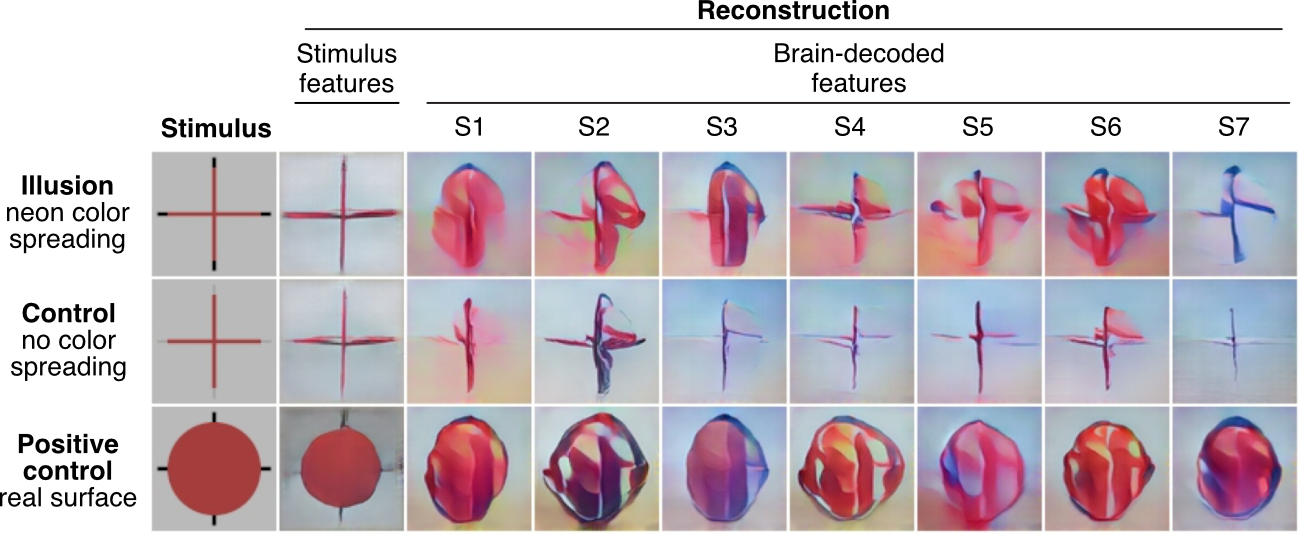 Reconstruction
Stimulus
features
Brain-decoded
features
Stimulus
S1 S2 S3 S4 S5 S6 S7
Illusion
neon color
spreading
Control
no color
spreading
Positive
control
real surface